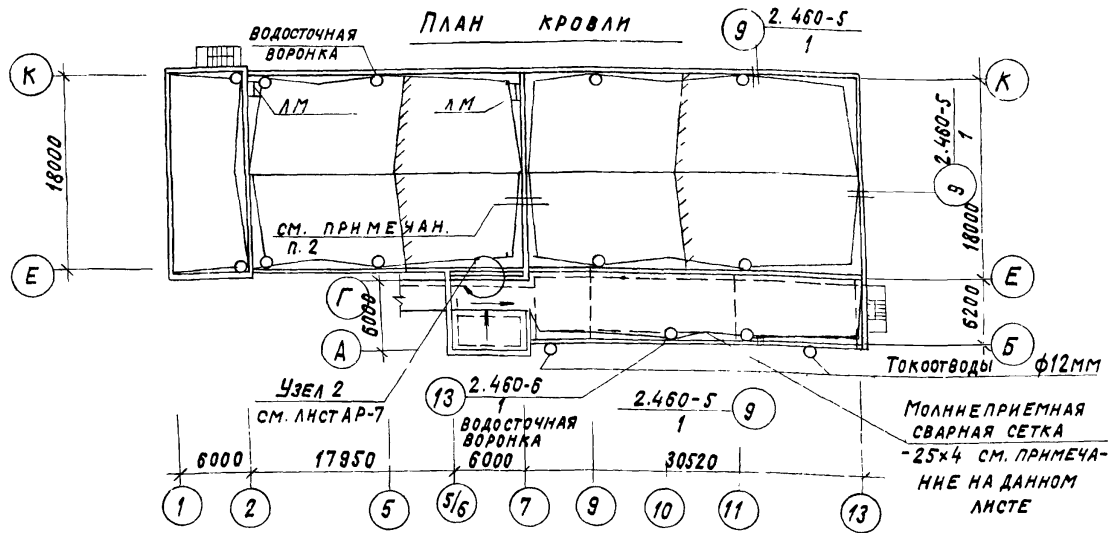 ПЛАН КРОВЛИ
9
2.460-5
1
ВОДОСТОЧНАЯ
ВОРОНКА
К
К
ЛМ
ЛМ
2.460-5
1
9
18000
18000
СМ. ПРИМЕЧАН.
П. 2
Е
Е
Г
6000
6200
А
Б
ТОКООТВОДЫ ф12мм
УЗЕЛ 2
СМ. ЛИСТ АР-7
13
2.460-6
1
ВОДОСТОЧНАЯ
ВОРОНКА
2.460-5
1
9
МОЛНИЕПРИЕМНАЯ
СВАРНАЯ СЕТКА
-25×4 СМ. ПРИМЕЧА-
НИЕ НА ДАННОМ
ЛИСТЕ
6000
17950
6000
30520
1
2
5
5/6
7
9
10
11
13